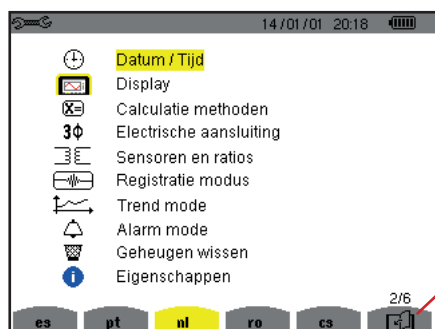 14/01/01 20:18
Datum / Tijd
Display
X= Calculatie methoden
3ϕ Electrische aansluiting
Sensoren en ratios
Registratie modus
Trend mode
Alarm mode
Geheugen wissen
i Eigenschappen
2/6
es pt nl ro cs